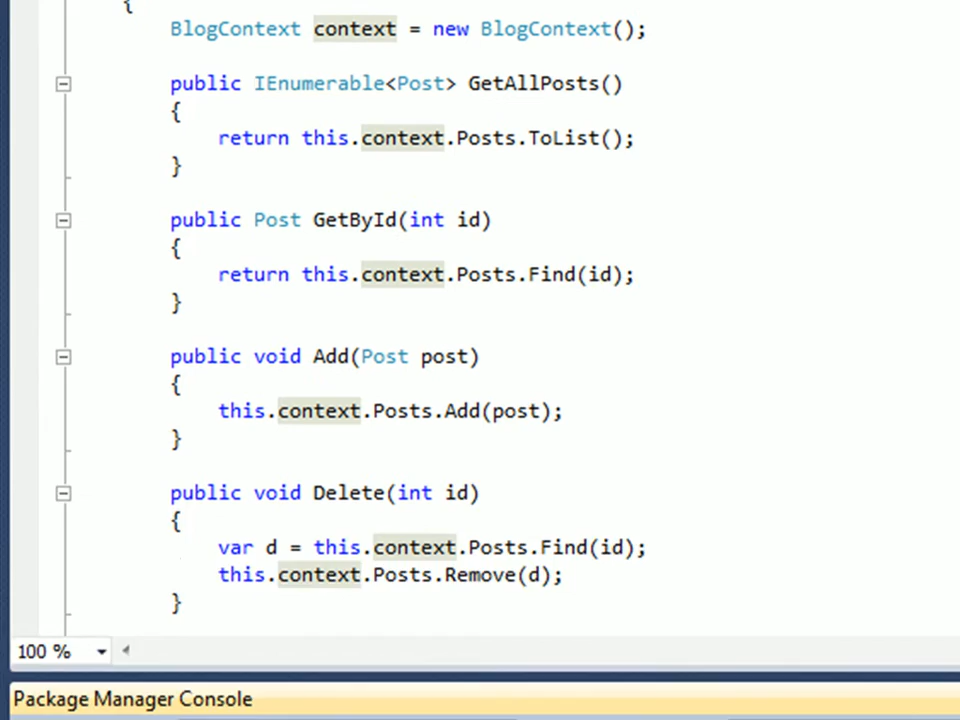 {
BlogContext context = new BlogContext();
public IEnumerable<Post> GetAllPosts()
{
return this.context.Posts.ToList();
}
public Post GetById(int id)
{
return this.context.Posts.Find(id);
}
public void Add(Post post)
{
this.context.Posts.Add(post);
}
public void Delete(int id)
{
var d = this.context.Posts.Find(id);
this.context.Posts.Remove(d);
}
100 %
Package Manager Console